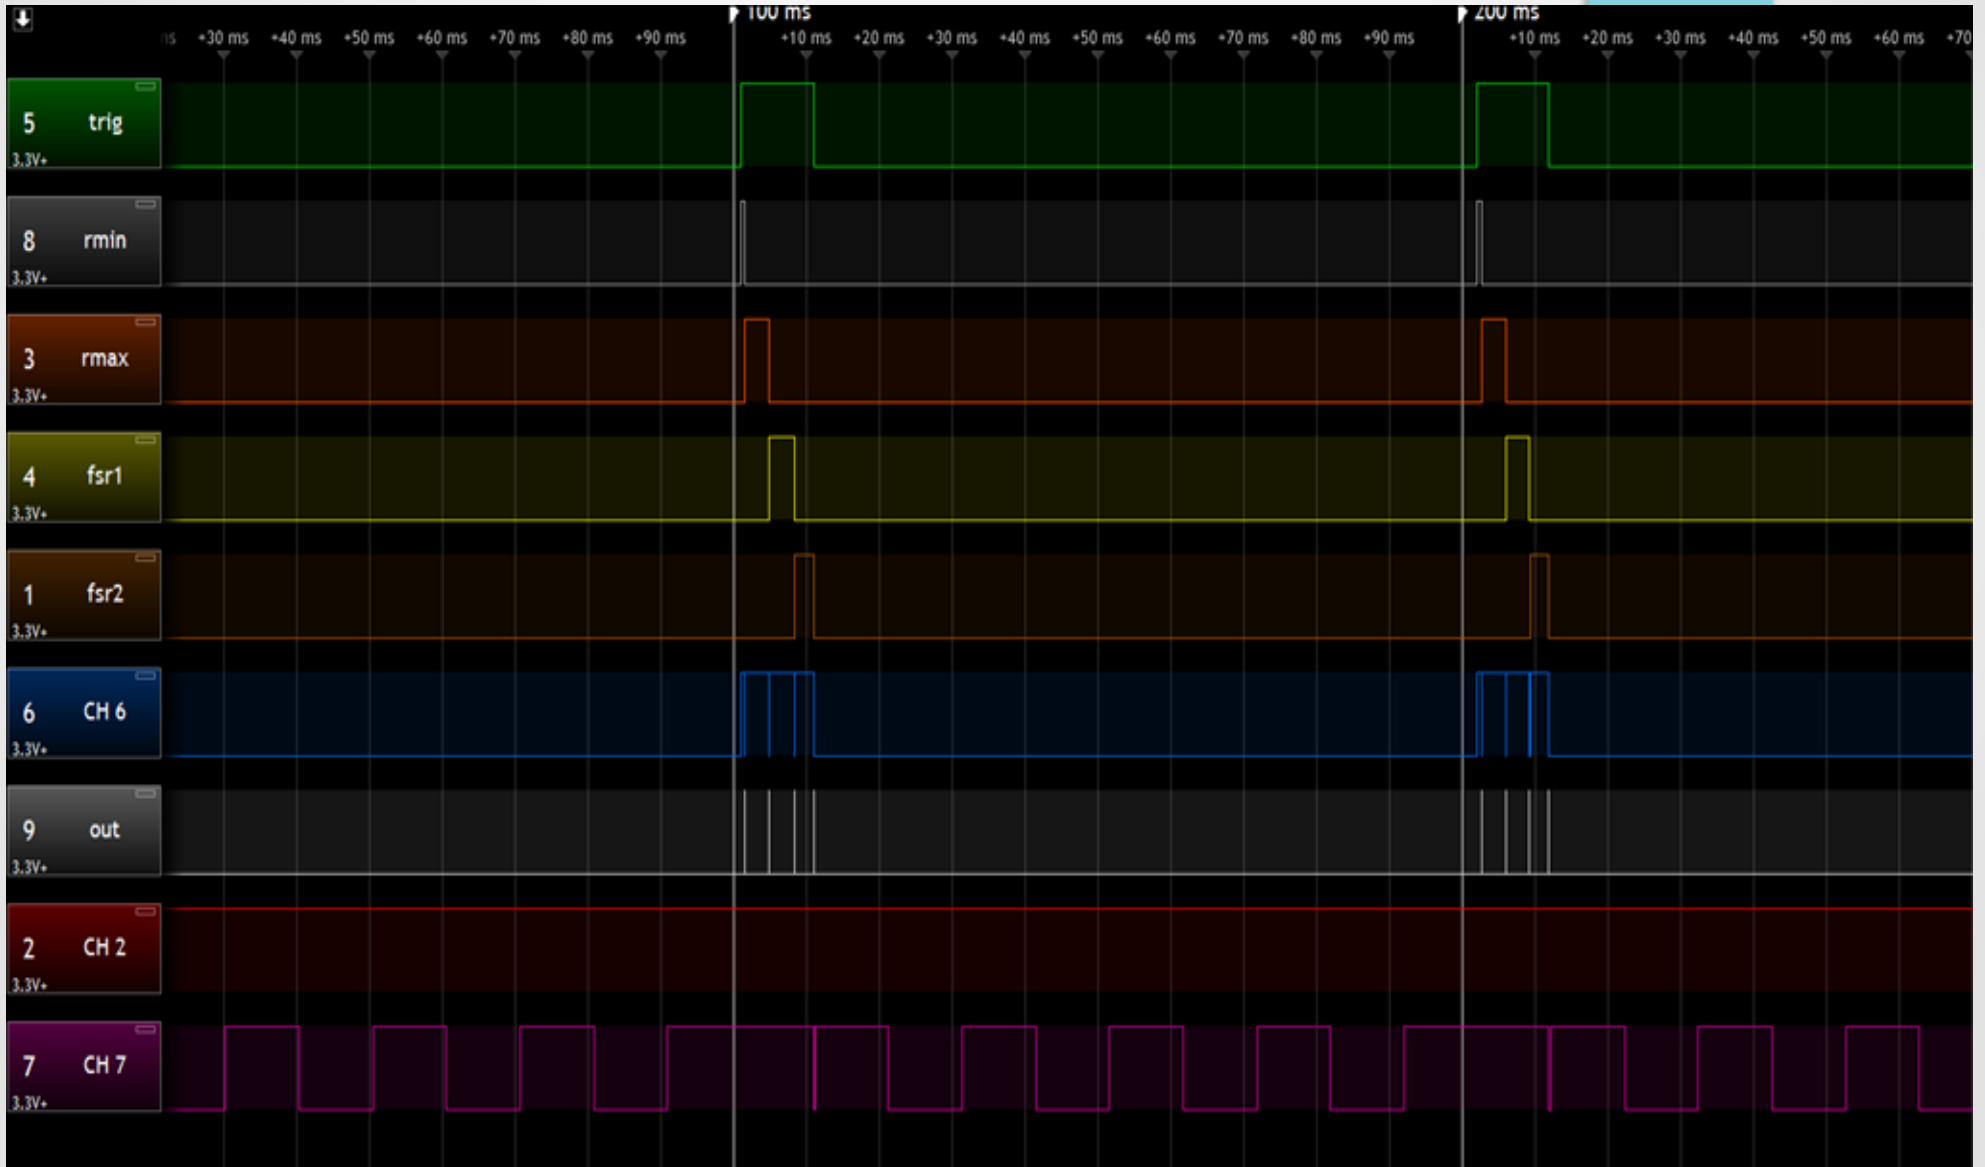 100 ms 200 ms
ms +30 ms +40 ms +50 ms +60 ms +70 ms +80 ms +90 ms +10 ms +20 ms +30 ms +40 ms +50 ms +60 ms +70 ms +80 ms +90 ms +10 ms +20 ms +30 ms +40 ms +50 ms +60 ms +70
5 trig
3.3V+
8 rmin
3.3V+
3 rmax
3.3V+
4 fsr1
3.3V+
1 fsr2
3.3V+
6 CH 6
3.3V+
9 out
3.3V+
2 CH 2
3.3V+
7 CH 7
3.3V+